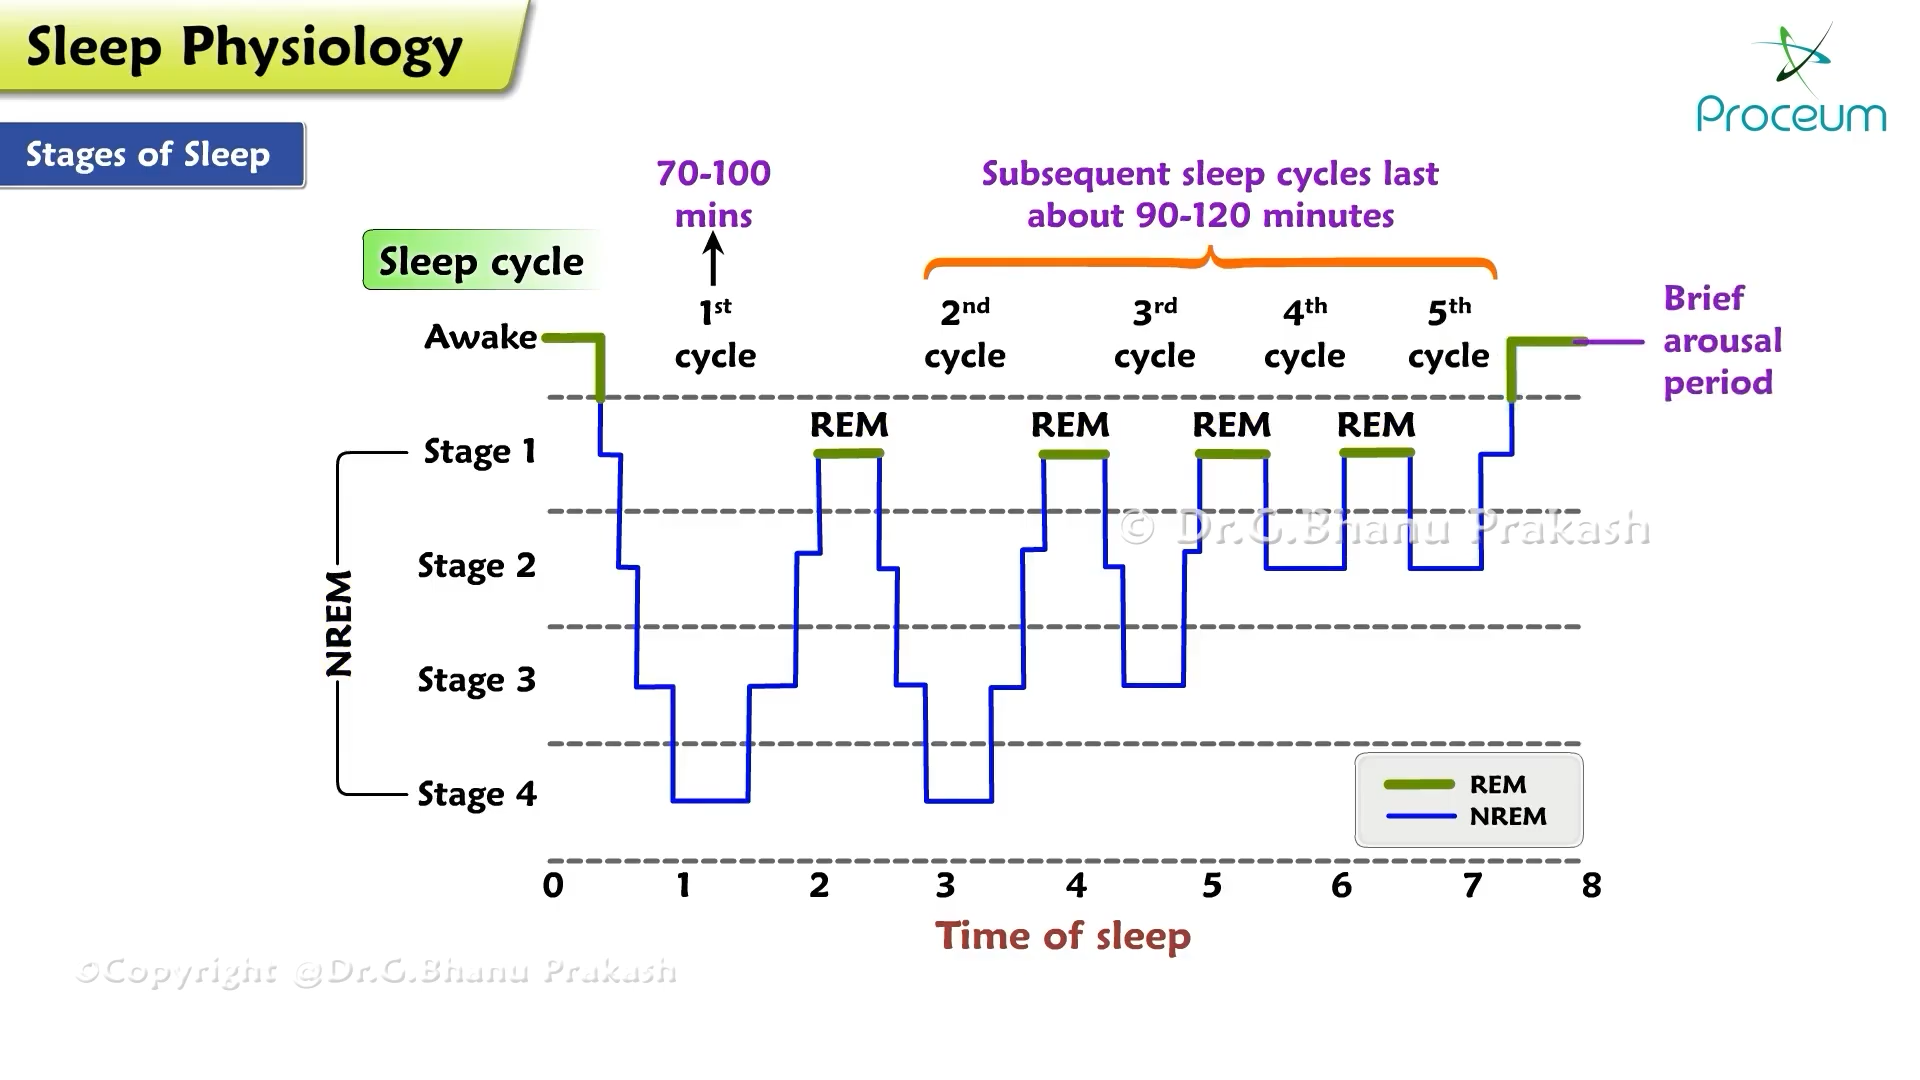 Sleep Physiology
Proceum
Stages of Sleep
70-100
mins
Subsequent sleep cycles last
about 90-120 minutes
Sleep cycle
1st
cycle
2nd
cycle
3rd
cycle
4th
cycle
5th
cycle
Brief
arousal
period
Awake
REM
REM
REM
REM
Stage 1
© Dr.G.Bhanu Prakash
Stage 2
NREM
Stage 3
Stage 4
REM
NREM
0 1 2 3 4 5 6 7 8
Time of sleep
©Copyright @Dr.G.Bhanu Prakash